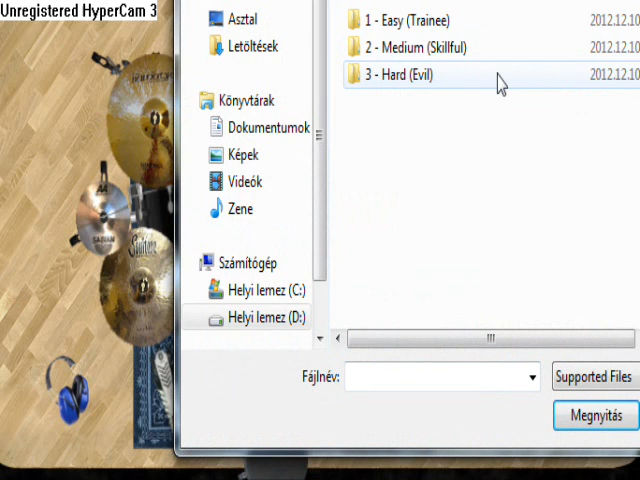 Unregistered HyperCam 3
Asztal
Letöltések
Könyvtárak
Dokumentumok
Képek
Videók
Zene
Számítógép
Helyi lemez (C:)
Helyi lemez (D:)
1 - Easy (Trainee) 2012.12.10
2 - Medium (Skillful) 2012.12.10
3 - Hard (Evil) 2012.12.10
Fájlnév:
Supported Files
Megnyitás
SABIAN